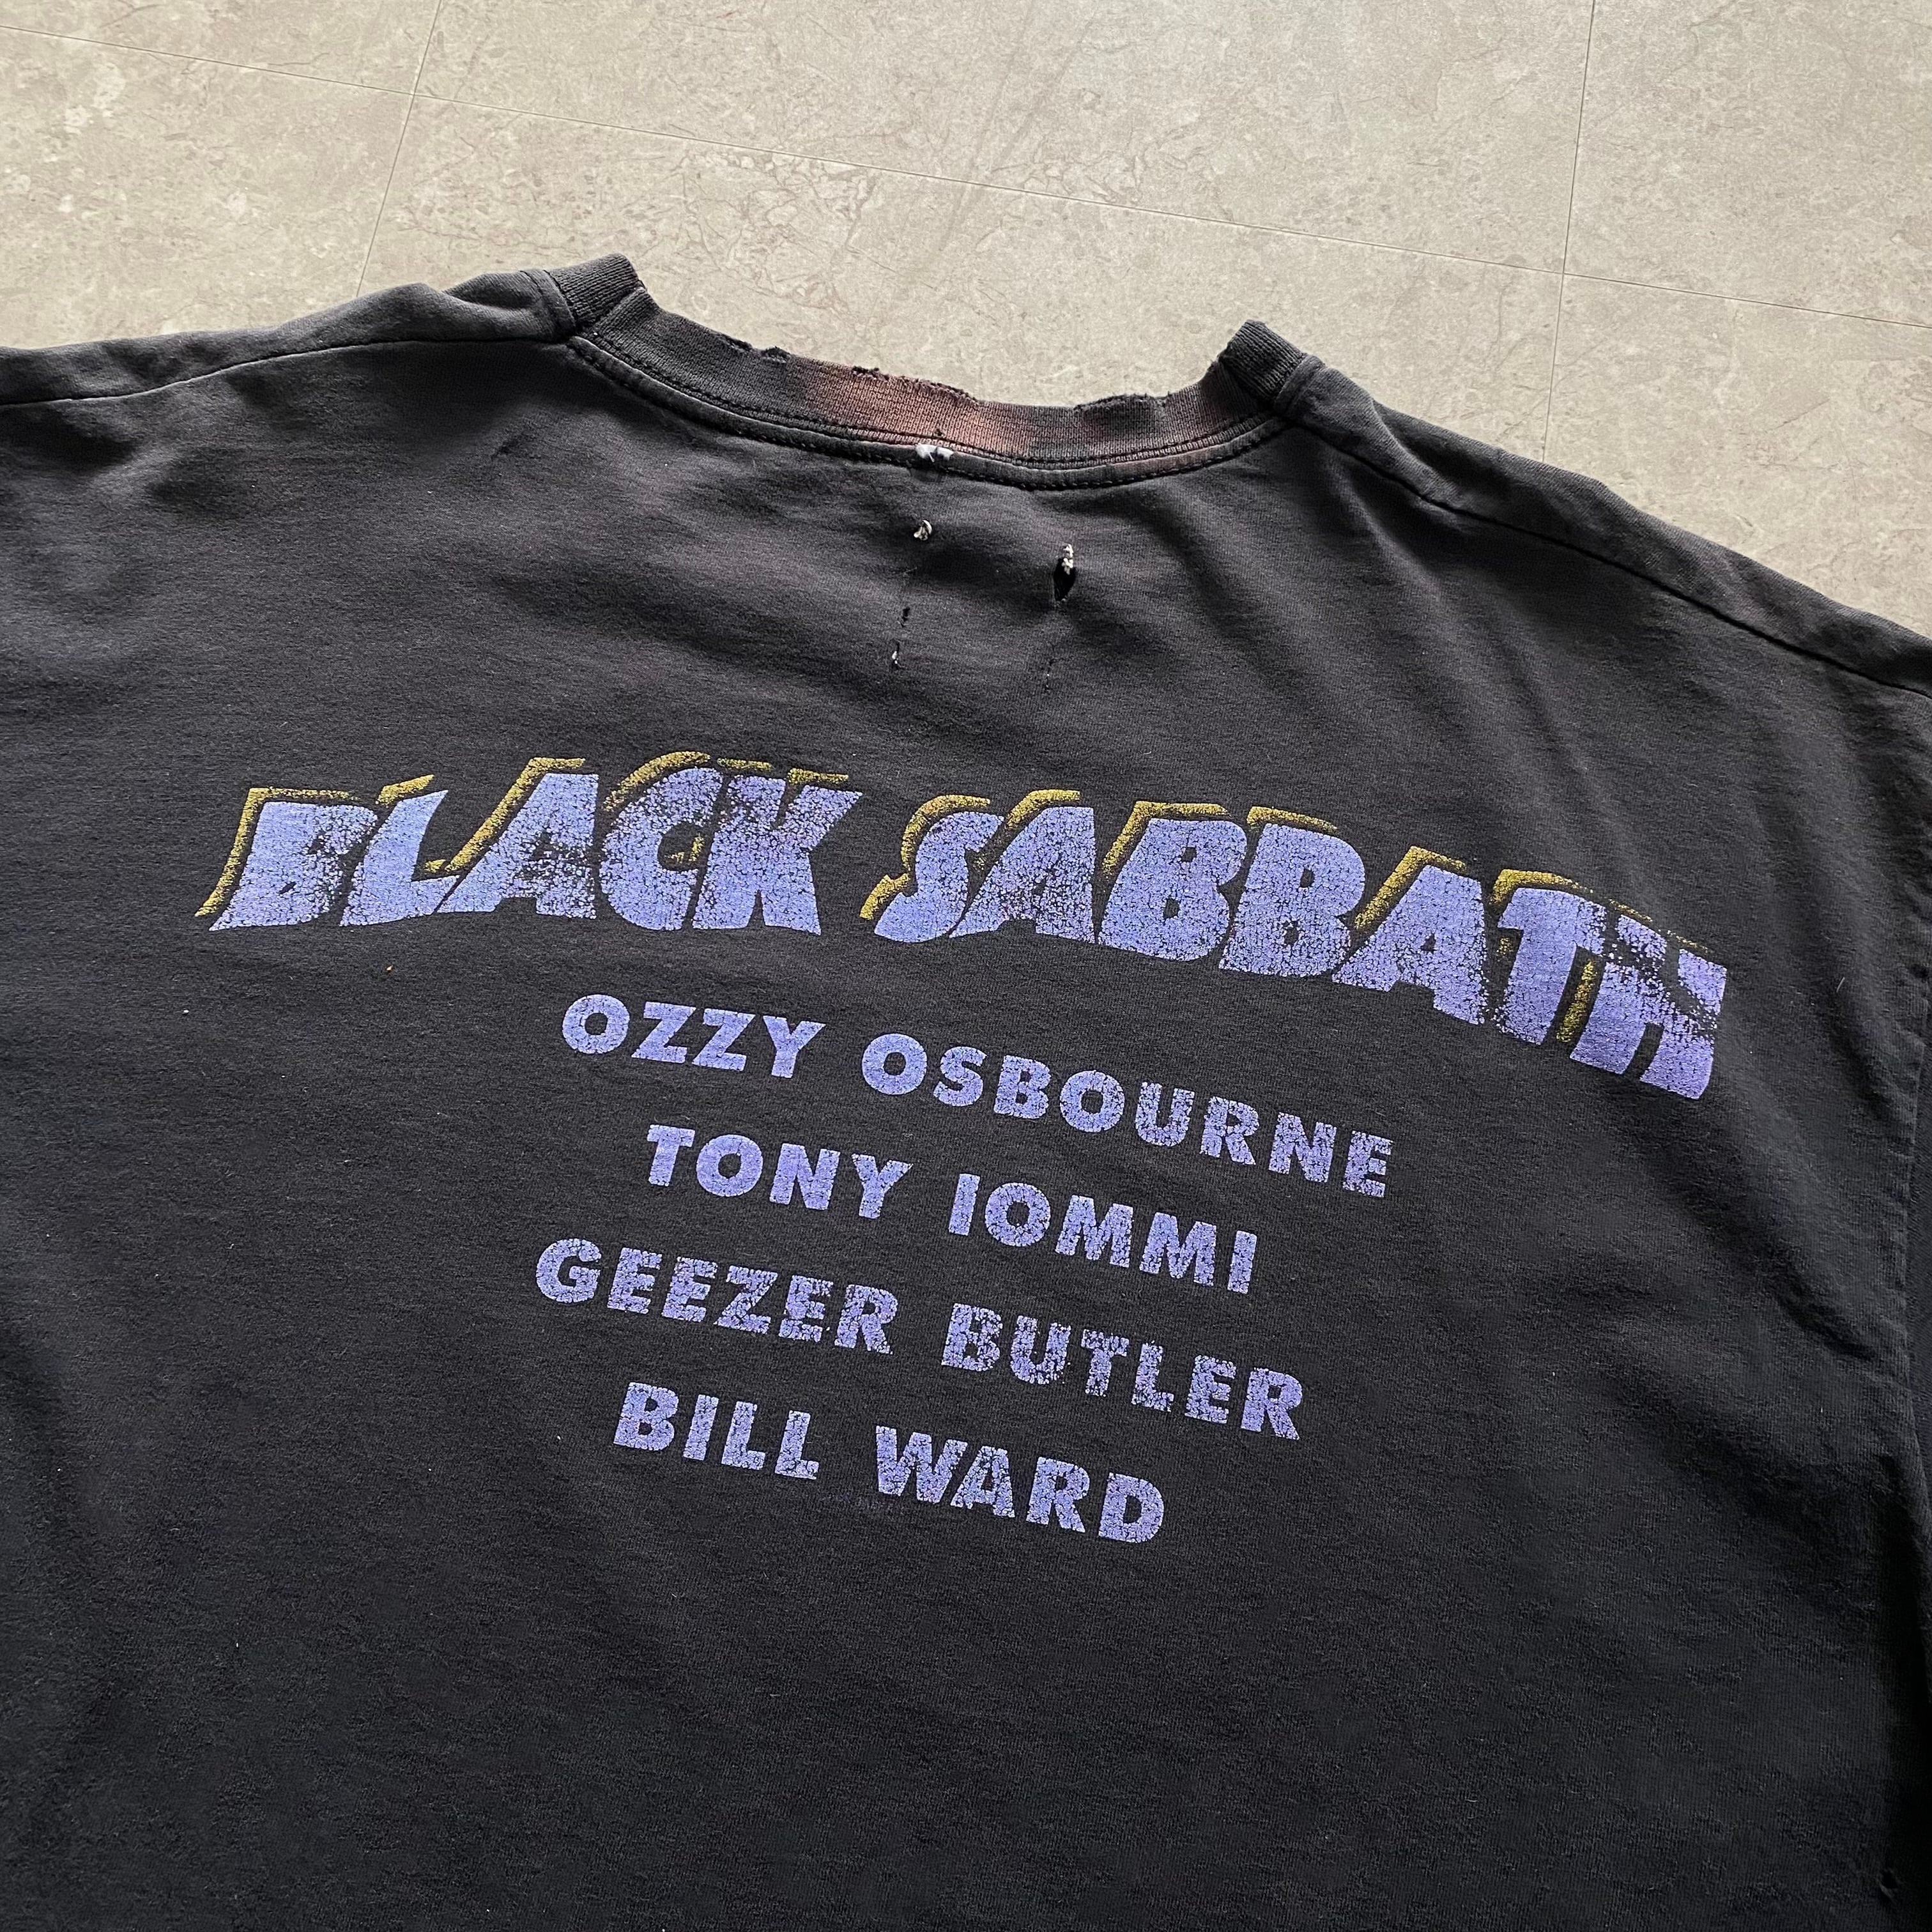 BLACK SABBATH
OZZY OSBOURNE
TONY IOMMI
GEEZER BUTLER
BILL WARD